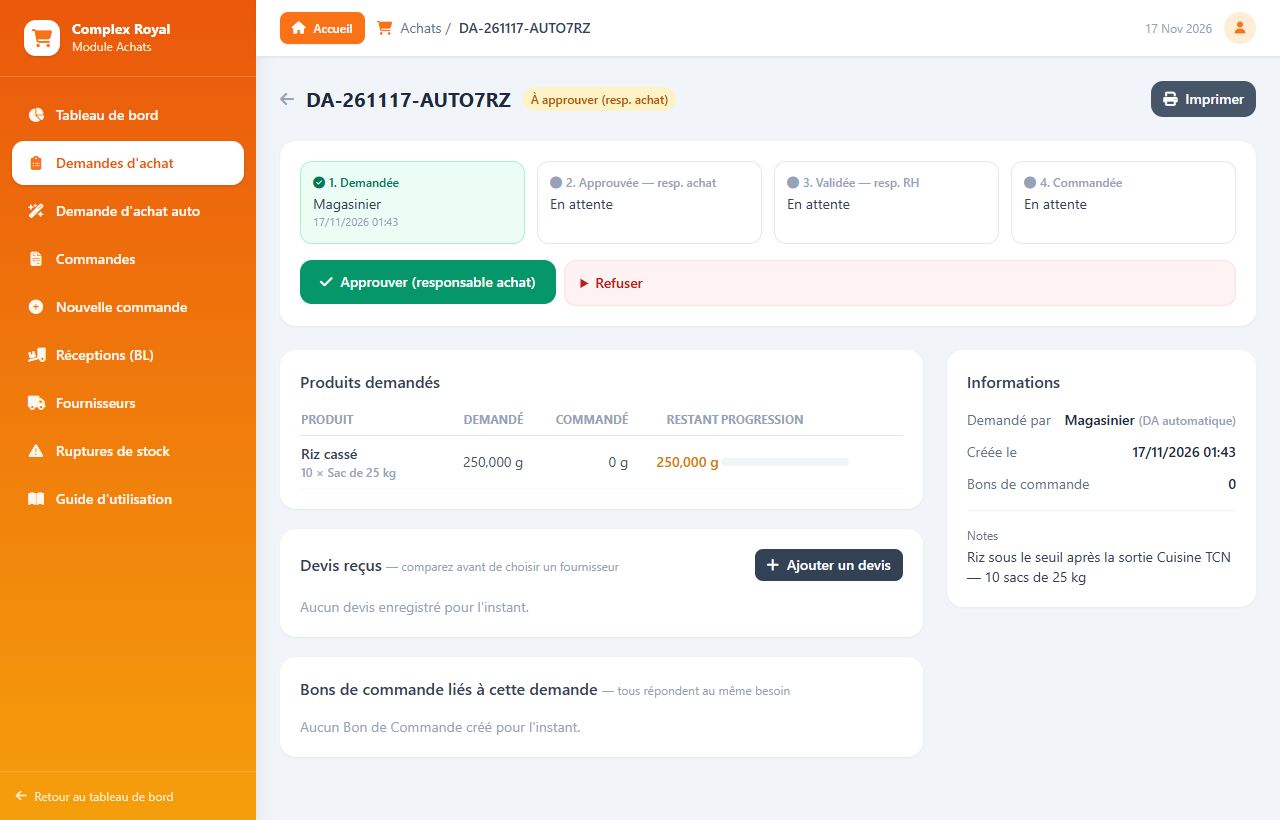 Complex Royal
Module Achats
Accueil
Achats / DA-261117-AUTO7RZ
17 Nov 2026
Tableau de bord
Demandes d'achat
Demande d'achat auto
Commandes
Nouvelle commande
Réceptions (BL)
Fournisseurs
Ruptures de stock
Guide d'utilisation
Retour au tableau de bord
DA-261117-AUTO7RZ
À approuver (resp. achat)
Imprimer
1. Demandée
Magasinier
17/11/2026 01:43
2. Approuvée — resp. achat
En attente
3. Validée — resp. RH
En attente
4. Commandée
En attente
Approuver (responsable achat)
Refuser
Produits demandés
PRODUIT DEMANDÉ COMMANDÉ RESTANT PROGRESSION
Riz cassé
10 × Sac de 25 kg
250,000 g 0 g 250,000 g
Devis reçus — comparez avant de choisir un fournisseur
Ajouter un devis
Aucun devis enregistré pour l'instant.
Bons de commande liés à cette demande — tous répondent au même besoin
Aucun Bon de Commande créé pour l'instant.
Informations
Demandé par Magasinier (DA automatique)
Créée le 17/11/2026 01:43
Bons de commande 0
Notes
Riz sous le seuil après la sortie Cuisine TCN
— 10 sacs de 25 kg